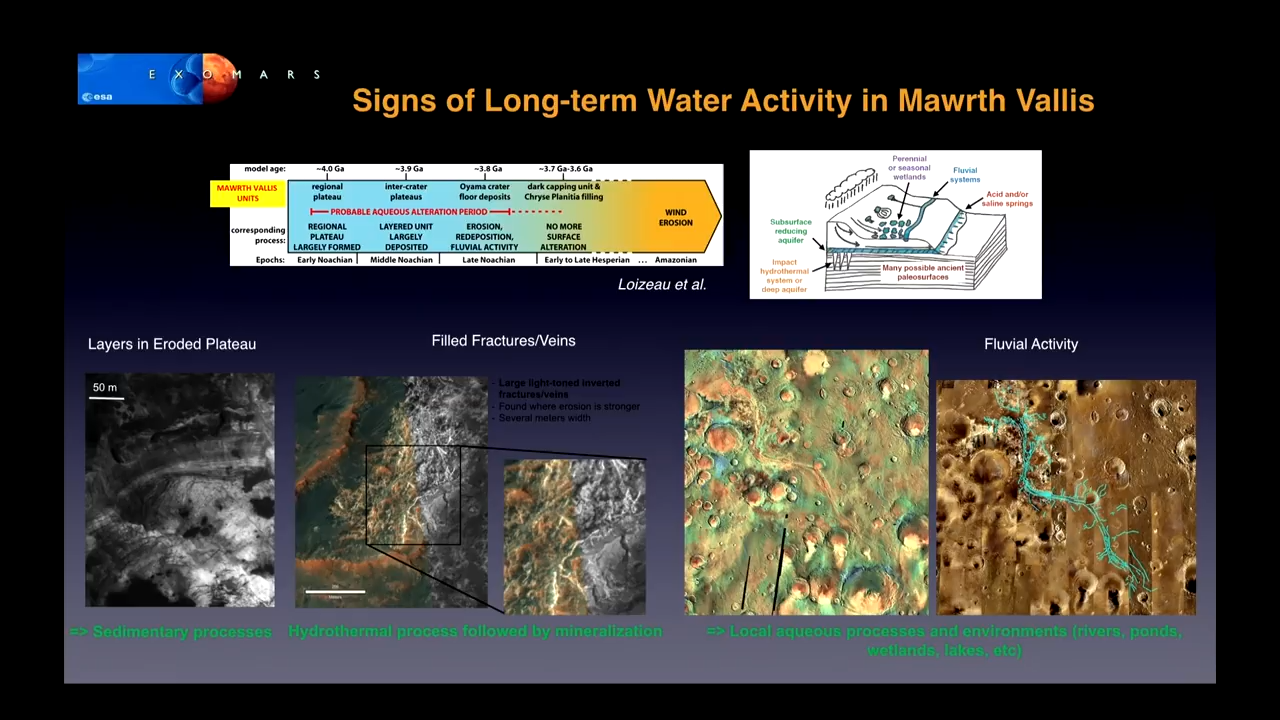 E X O M A R S
esa
Signs of Long-term Water Activity in Mawrth Vallis
model age:
~4.0 Ga
~3.9 Ga
~3.8 Ga
~3.7 Ga-3.6 Ga
MAWRTH VALLIS
UNITS
regional
plateau
inter-crater
plateaus
Oyama crater
floor deposits
dark capping unit &
Chryse Planitia filling
PROBABLE AQUEOUS ALTERATION PERIOD
WIND
EROSION
corresponding
process:
REGIONAL
PLATEAU
LARGELY FORMED
LAYERED UNIT
LARGELY
DEPOSITED
EROSION,
REDEPOSITION,
FLUVIAL ACTIVITY
NO MORE
SURFACE
ALTERATION
Epochs:
Early Noachian
Middle Noachian
Late Noachian
Early to Late Hesperian
...
Amazonian
Loizeau et al.
Perennial
or seasonal
wetlands
Fluvial
systems
Acid and/or
saline springs
Subsurface
reducing
aquifer
Impact
hydrothermal
system or
deep aquifer
Many possible ancient
paleosurfaces
Layers in Eroded Plateau
Filled Fractures/Veins
Fluvial Activity
50 m
- Large light-toned inverted
fractures/veins
- Found where erosion is stronger
- Several meters width
=> Sedimentary processes
Hydrothermal process followed by mineralization
=> Local aqueous processes and environments (rivers, ponds,
wetlands, lakes, etc)